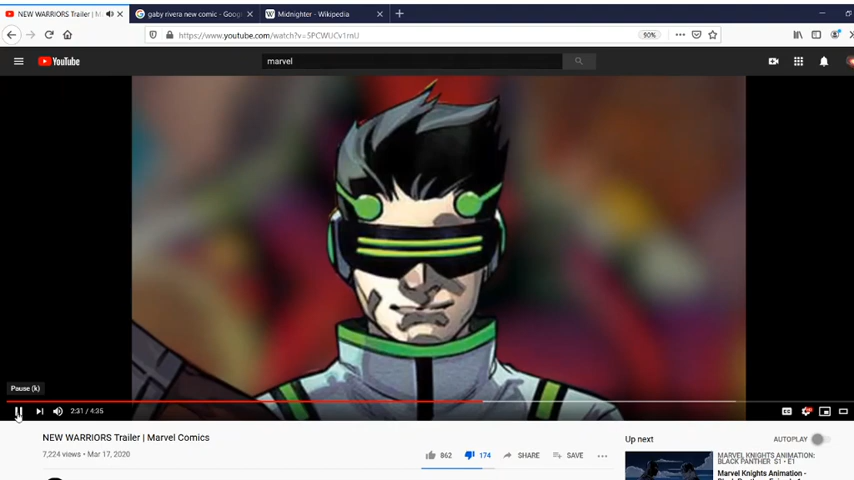 NEW WARRIORS Trailer | M
gaby rivera new comic - Goog
Midnighter - Wikipedia
https://www.youtube.com/watch?v=5PCWUCv1rnU
90%
YouTube
marvel
Pause (k)
2:31 / 4:35
NEW WARRIORS Trailer | Marvel Comics
7,224 views • Mar 17, 2020
862
174
SHARE
SAVE
Up next
AUTOPLAY
MARVEL KNIGHTS ANIMATION:
BLACK PANTHER S1 • E1
Marvel Knights Animation -